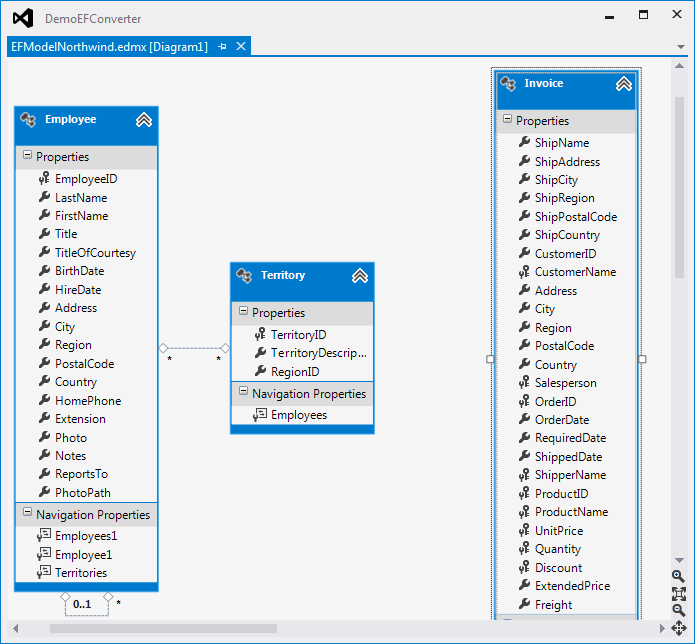 DemoEFConverter
EFModelNorthwind.edmx [Diagram1]
Employee
Properties
EmployeeID
LastName
FirstName
Title
TitleOfCourtesy
BirthDate
HireDate
Address
City
Region
PostalCode
Country
HomePhone
Extension
Photo
Notes
ReportsTo
PhotoPath
Navigation Properties
Employees1
Employee1
Territories
0..1 *
* *
Territory
Properties
TerritoryID
TerritoryDescrip...
RegionID
Navigation Properties
Employees
Invoice
Properties
ShipName
ShipAddress
ShipCity
ShipRegion
ShipPostalCode
ShipCountry
CustomerID
CustomerName
Address
City
Region
PostalCode
Country
Salesperson
OrderID
OrderDate
RequiredDate
ShippedDate
ShipperName
ProductID
ProductName
UnitPrice
Quantity
Discount
ExtendedPrice
Freight